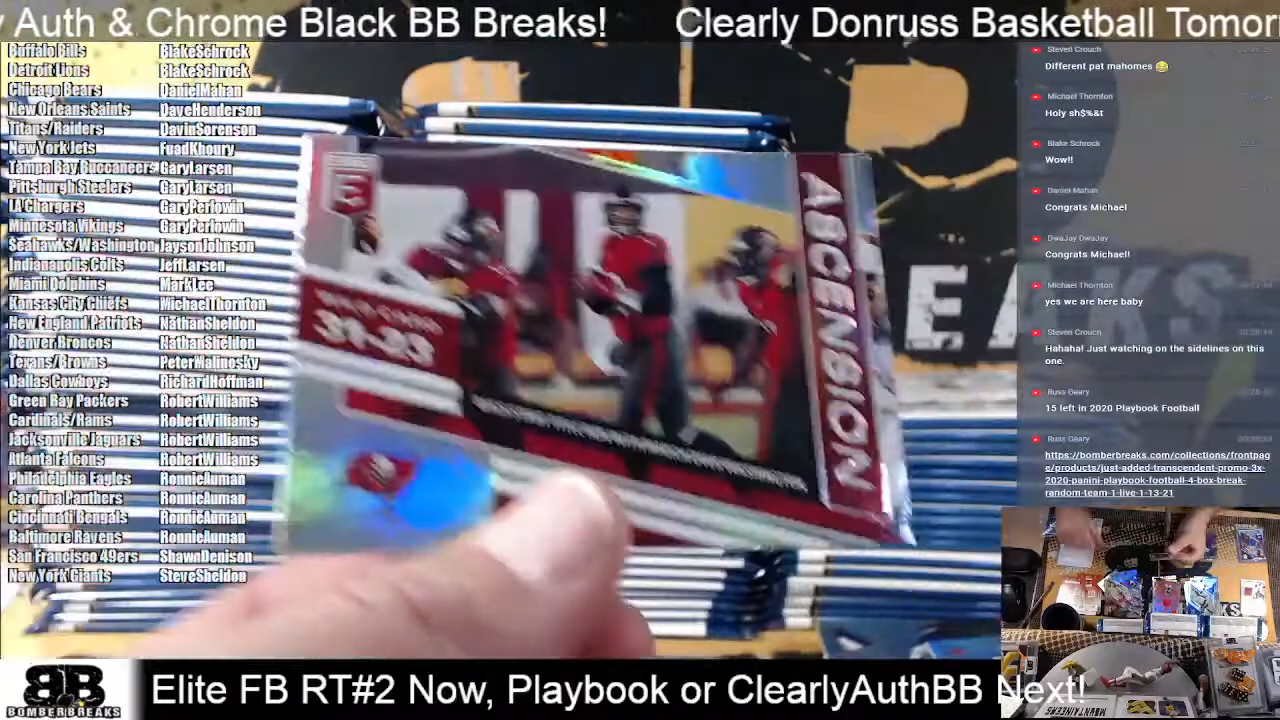 Auth & Chrome Black BB Breaks! Clearly Donruss Basketball Tomor
Buffalo Bills BlakeSchrock
Detroit Lions BlakeSchrock
Chicago Bears DanielMahan
New Orleans Saints DaveHenderson
Titans/Raiders DavinSorenson
New York Jets FuadKhoury
Tampa Bay Buccaneers GaryLarsen
Pittsburgh Steelers GaryLarsen
LA Chargers GaryPerlowin
Minnesota Vikings GaryPerlowin
Seahawks/Washington JaysonJohnson
Indianapolis Colts JeffLarsen
Miami Dolphins MarkLee
Kansas City Chiefs MichaelThornton
New England Patriots NathanSheldon
Denver Broncos NathanSheldon
Texans/Browns PeterMalinosky
Dallas Cowboys RichardHoffman
Green Bay Packers RobertWilliams
Cardinals/Rams RobertWilliams
Jacksonville Jaguars RobertWilliams
Atlanta Falcons RobertWilliams
Philadelphia Eagles RonnieAuman
Carolina Panthers RonnieAuman
Cincinnati Bengals RonnieAuman
Baltimore Ravens RonnieAuman
San Francisco 49ers ShawnDenison
New York Giants SteveSheldon
ASCENSION
Steven Crouch
Different pat mahomes 😂
Michael Thornton
Holy sh$%&t
Blake Schrock
Wow!!
Daniel Mahan
Congrats Michael
DwaJay DwaJay
Congrats Michael!
Michael Thornton
yes we are here baby
Steven Crouch
Hahaha! Just watching on the sidelines on this
one.
Russ Geary
15 left in 2020 Playbook Football
Russ Geary
https://bomberbreaks.com/collections/frontpag
e/products/just-added-transcendent-promo-3x-
2020-panini-playbook-football-4-box-break-
random-team-1-live-1-13-21
MOUNTAINEERS
BB
BOMBERBREAKS
Elite FB RT#2 Now, Playbook or ClearlyAuthBB Next!